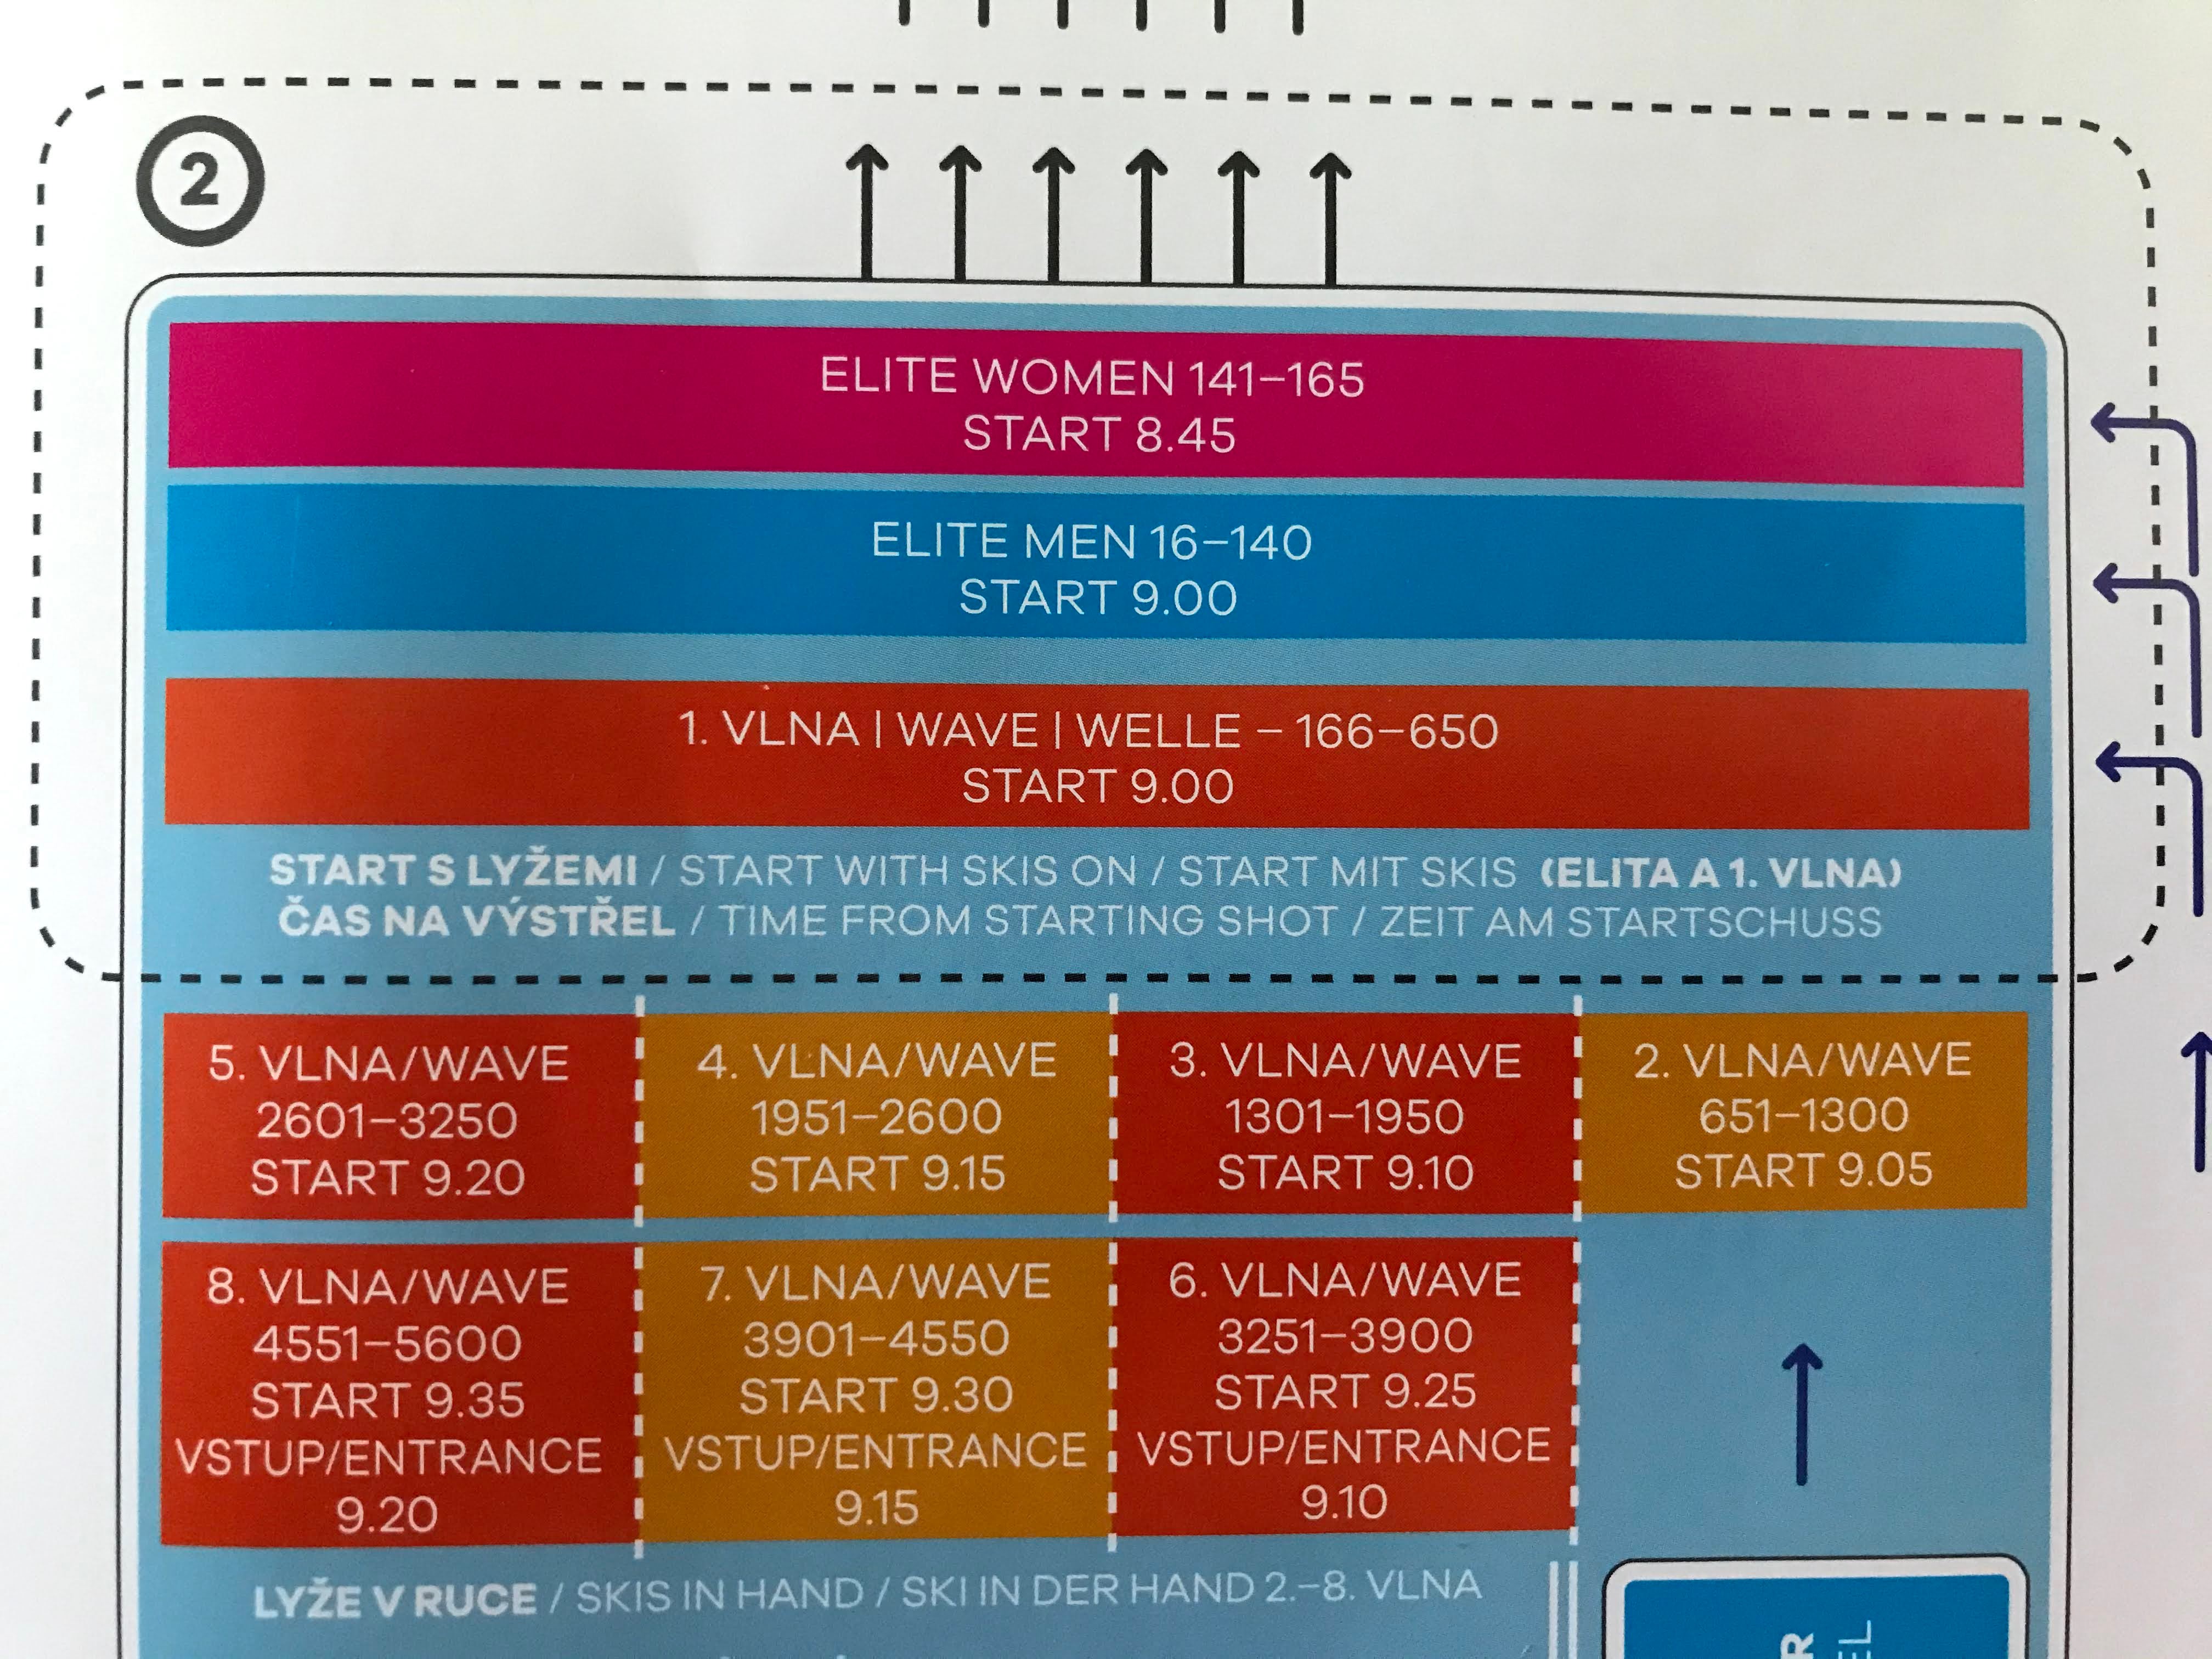 2
ELITE WOMEN 141–165
START 8.45
ELITE MEN 16–140
START 9.00
1. VLNA | WAVE | WELLE – 166–650
START 9.00
START S LYŽEMI / START WITH SKIS ON / START MIT SKIS (ELITA A 1. VLNA)
ČAS NA VÝSTŘEL / TIME FROM STARTING SHOT / ZEIT AM STARTSCHUSS
5. VLNA/WAVE
2601–3250
START 9.20
4. VLNA/WAVE
1951–2600
START 9.15
3. VLNA/WAVE
1301–1950
START 9.10
2. VLNA/WAVE
651–1300
START 9.05
8. VLNA/WAVE
4551–5600
START 9.35
VSTUP/ENTRANCE
9.20
7. VLNA/WAVE
3901–4550
START 9.30
VSTUP/ENTRANCE
9.15
6. VLNA/WAVE
3251–3900
START 9.25
VSTUP/ENTRANCE
9.10
LYŽE V RUCE / SKIS IN HAND / SKI IN DER HAND 2.–8. VLNA